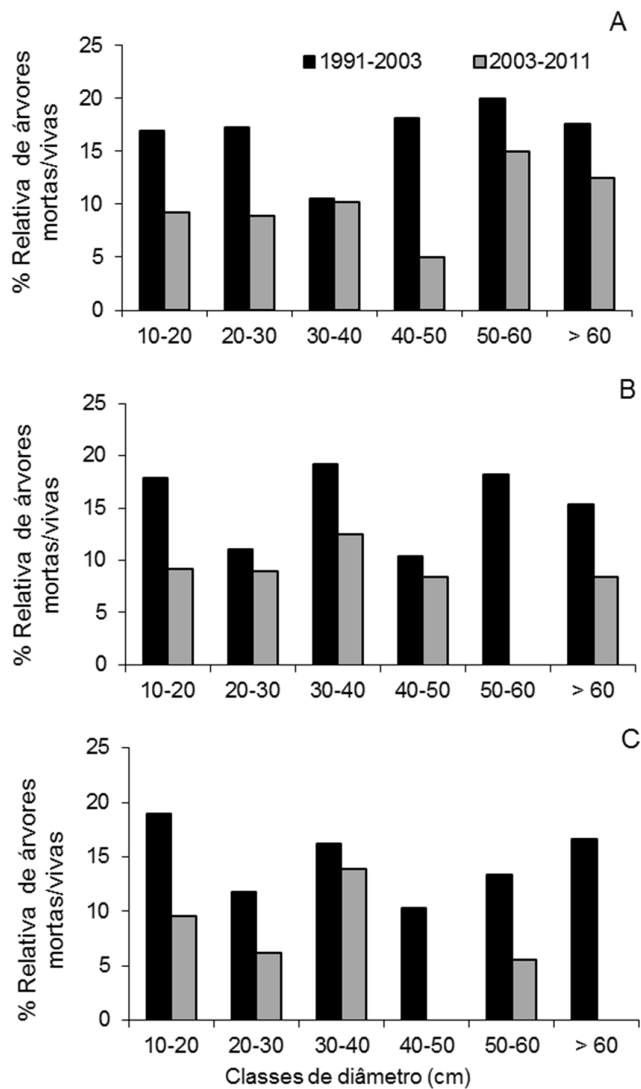 A
1991-2003 2003-2011
% Relativa de árvores
mortas/vivas
25
20
15
10
5
0
10-20 20-30 30-40 40-50 50-60 > 60
B
% Relativa de árvores
mortas/vivas
25
20
15
10
5
0
10-20 20-30 30-40 40-50 50-60 > 60
C
% Relativa de árvores
mortas/vivas
25
20
15
10
5
0
10-20 20-30 30-40 40-50 50-60 > 60
Classes de diâmetro (cm)